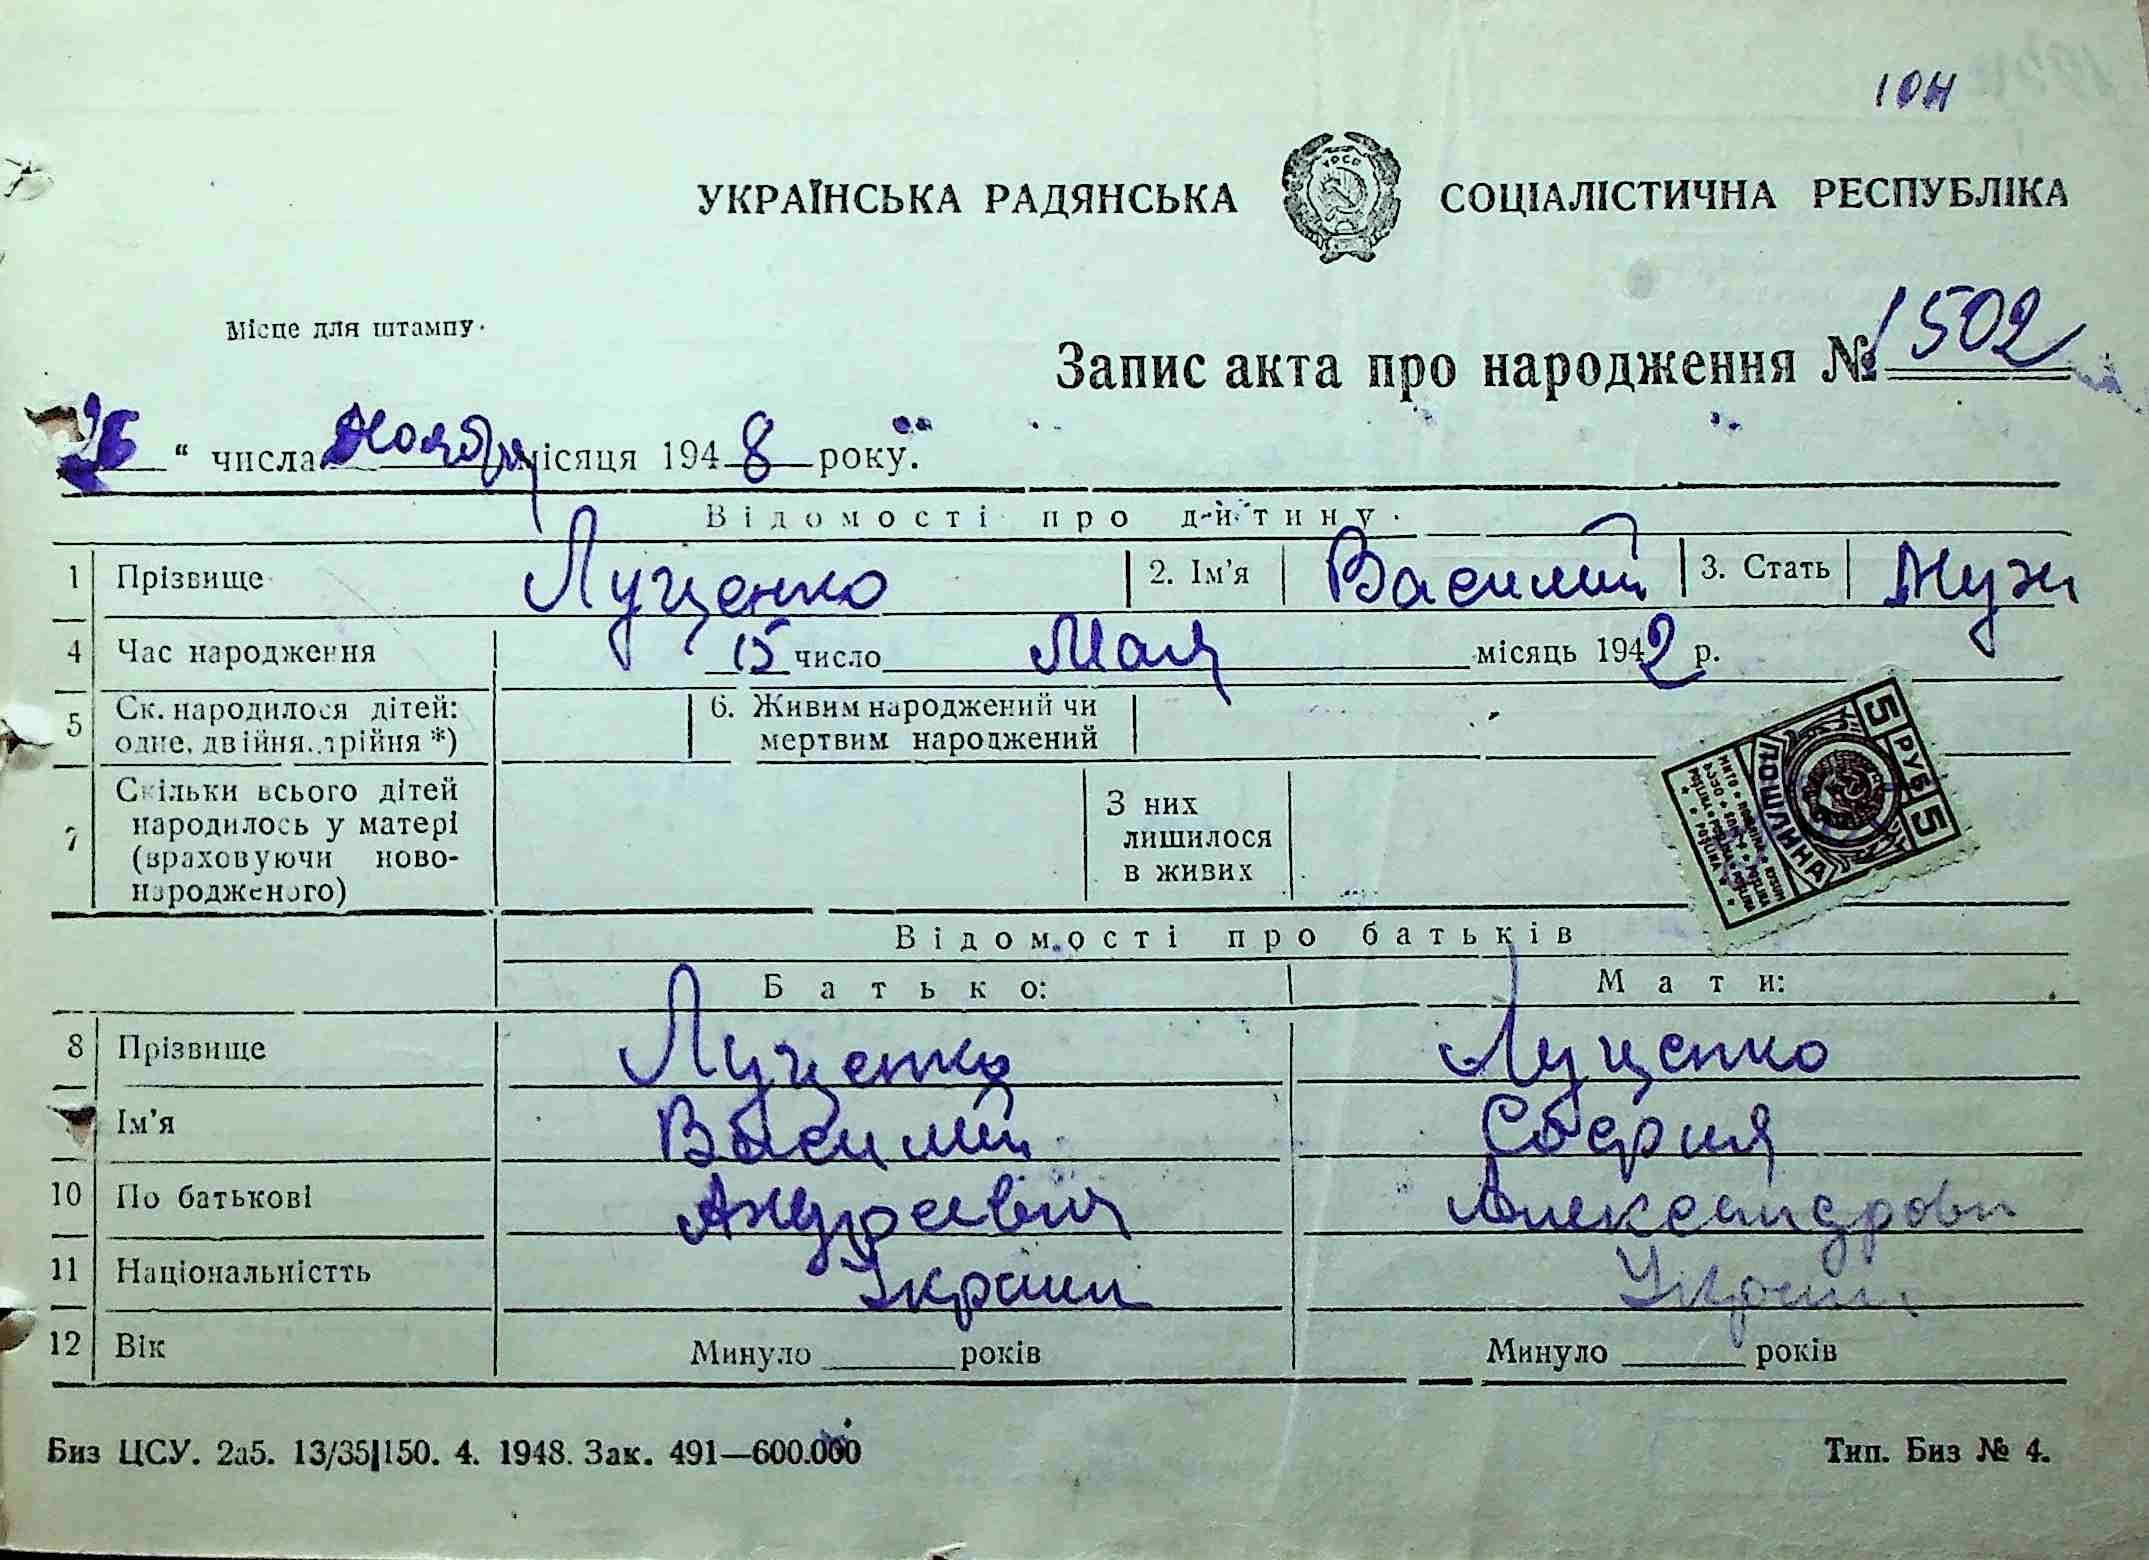 104
УКРАЇНСЬКА РАДЯНСЬКА СОЦІАЛІСТИЧНА РЕСПУБЛІКА
УРСР
Місце для штампу.
Запис акта про народження № 1502
26 " числа Ноября місяця 1948 року.
Відомості про дитину.
1 Прізвище Луценко 2. Ім'я Василий 3. Стать Муж
4 Час народження 15 число Мая місяць 1942 р.
5 Ск. народилося дітей: одне, двійня, трійня *) 6. Живим народжений чи мертвим народжений
7 Скільки всього дітей народилось у матері (враховуючи новонародженого) З них лишилося в живих
5 РУБ 5
ПОШЛИНА
Відомості про батьків
Батько: Мати:
8 Прізвище Луценко Луценко
Ім'я Василий София
10 По батькові Андреевич Александровн
11 Національністть Украин Украин
12 Вік Минуло років Минуло років
Биз ЦСУ. 2а5. 13/35|150. 4. 1948. Зак. 491—600.000 Тип. Биз № 4.